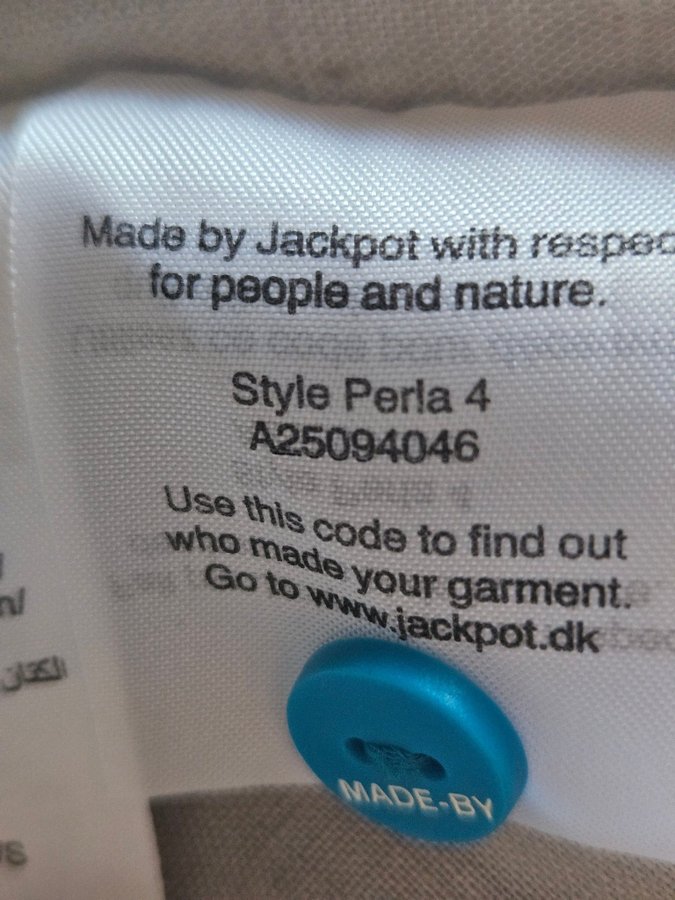 Made by Jackpot with respec
for people and nature.
Style Perla 4
A25094046
Use this code to find out
who made your garment.
Go to www.jackpot.dk
MADE-BY
n/
الكتان
/s